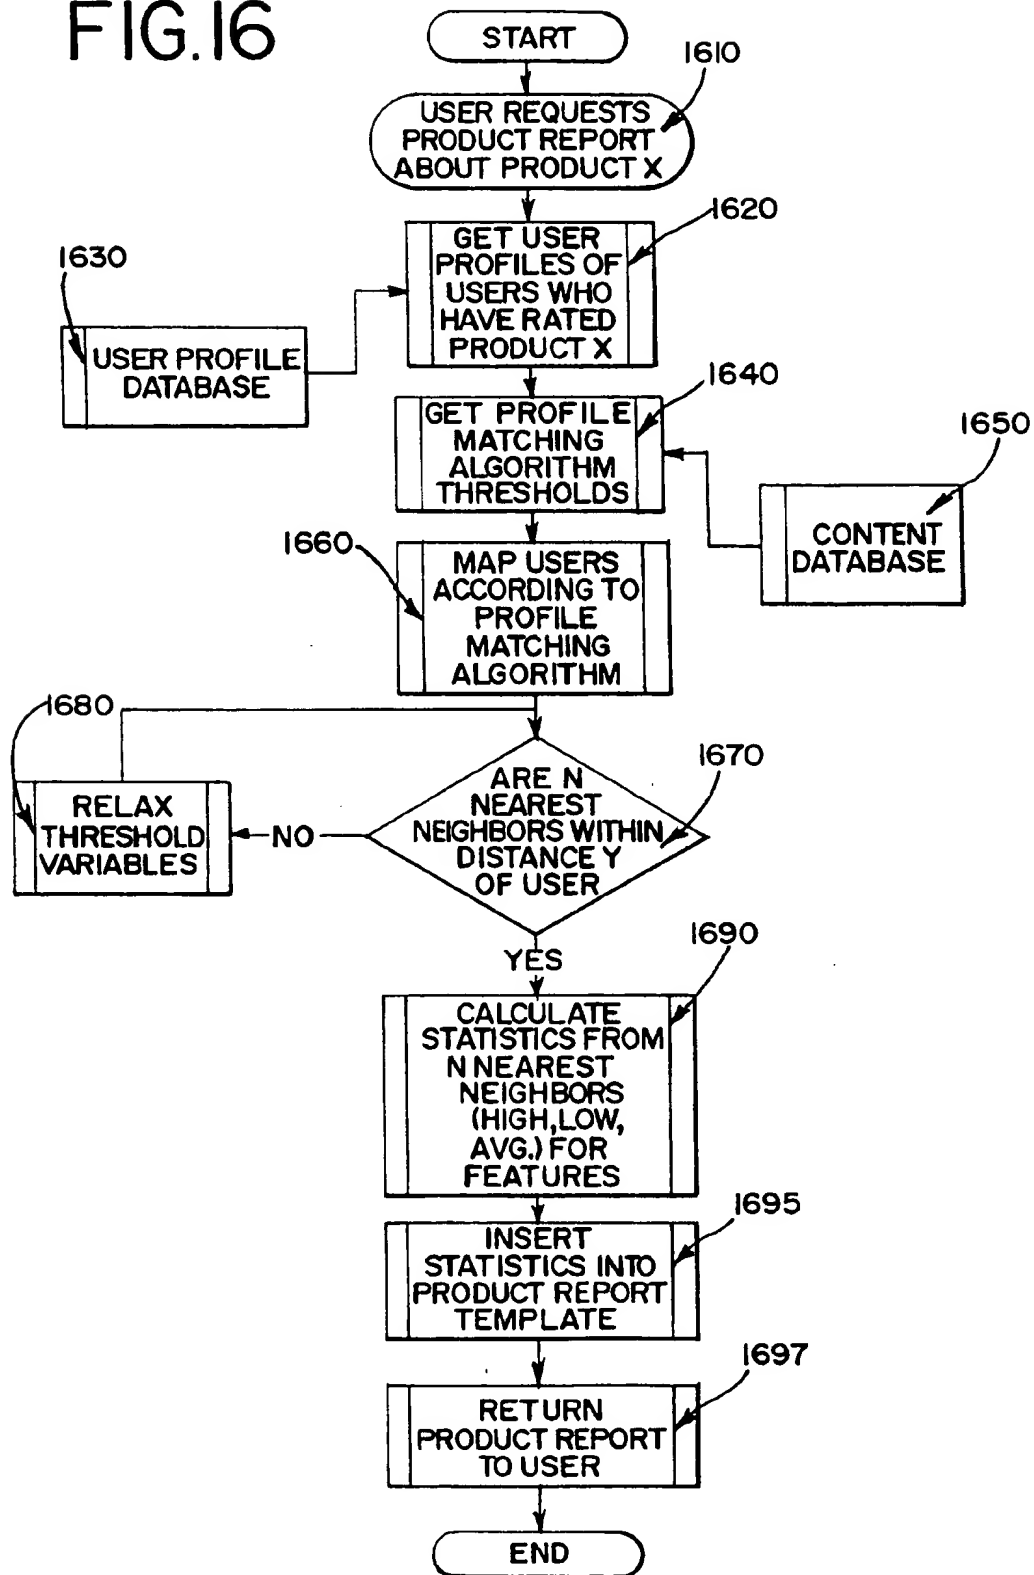 FIG.16
START
1610
USER REQUESTS
PRODUCT REPORT
ABOUT PRODUCT X
1620
GET USER
PROFILES OF
USERS WHO
HAVE RATED
PRODUCT X
1630
USER PROFILE
DATABASE
1640
GET PROFILE
MATCHING
ALGORITHM
THRESHOLDS
1650
CONTENT
DATABASE
1660
MAP USERS
ACCORDING TO
PROFILE
MATCHING
ALGORITHM
1680
RELAX
THRESHOLD
VARIABLES
NO
1670
ARE N
NEAREST
NEIGHBORS WITHIN
DISTANCE Y
OF USER
YES
1690
CALCULATE
STATISTICS FROM
N NEAREST
NEIGHBORS
(HIGH, LOW,
AVG.) FOR
FEATURES
1695
INSERT
STATISTICS INTO
PRODUCT REPORT
TEMPLATE
1697
RETURN
PRODUCT REPORT
TO USER
END